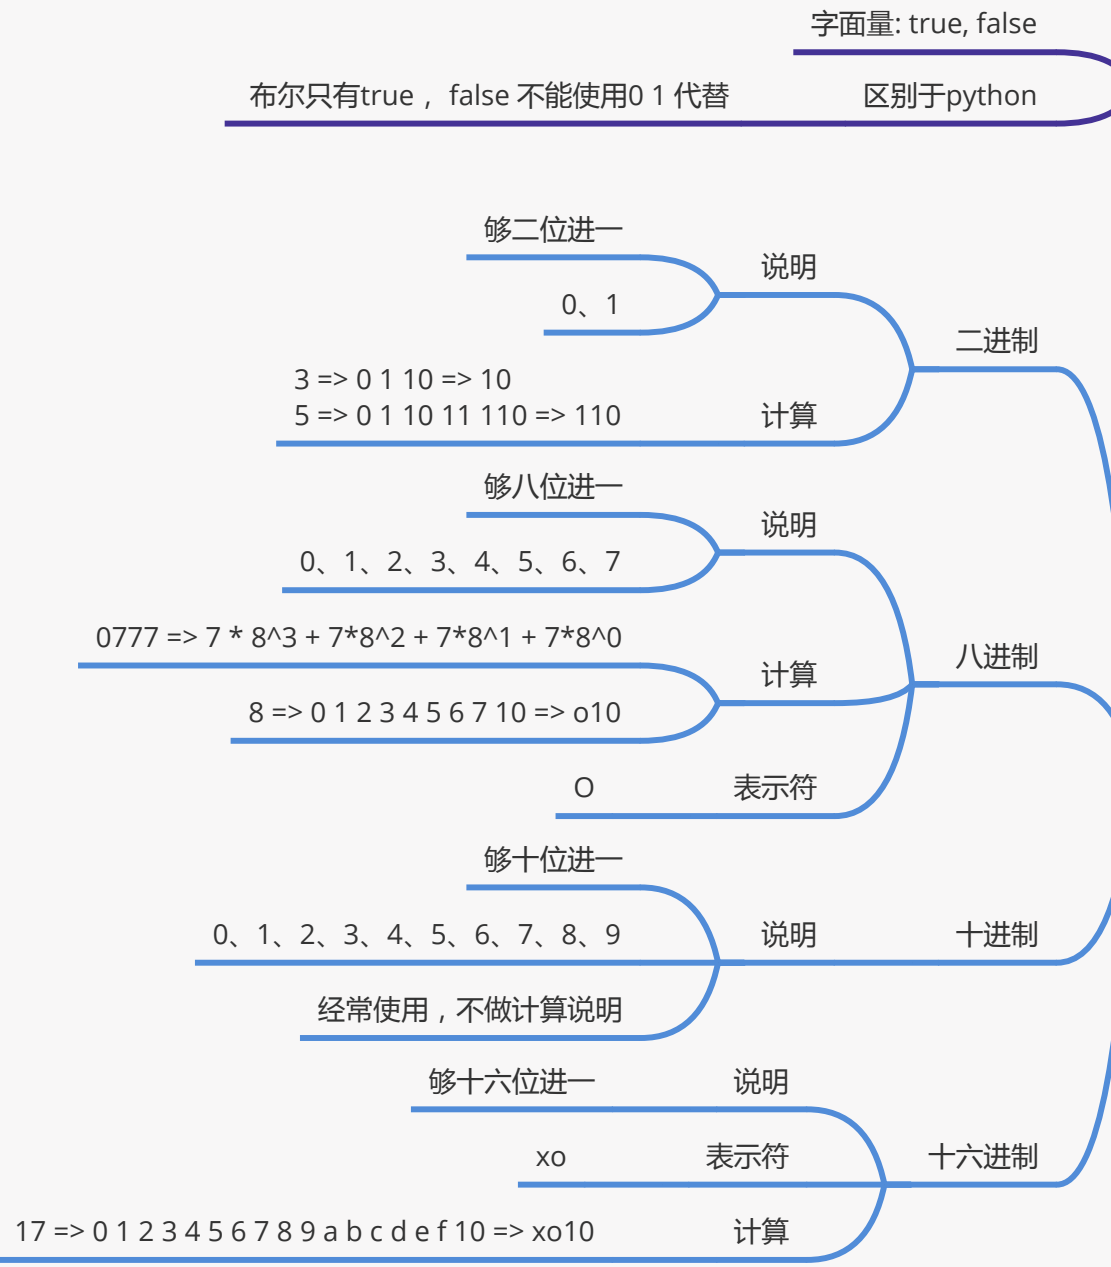 字面量: true, false
布尔只有true， false 不能使用0 1 代替
区别于python
够二位进一
说明
0、1
二进制
3 => 0 1 10 => 10
5 => 0 1 10 11 110 => 110
计算
够八位进一
说明
0、1、2、3、4、5、6、7
0777 => 7 * 8^3 + 7*8^2 + 7*8^1 + 7*8^0
八进制
计算
8 => 0 1 2 3 4 5 6 7 10 => o10
O
表示符
够十位进一
0、1、2、3、4、5、6、7、8、9
说明
十进制
经常使用，不做计算说明
够十六位进一
说明
xo
表示符
十六进制
17 => 0 1 2 3 4 5 6 7 8 9 a b c d e f 10 => xo10
计算